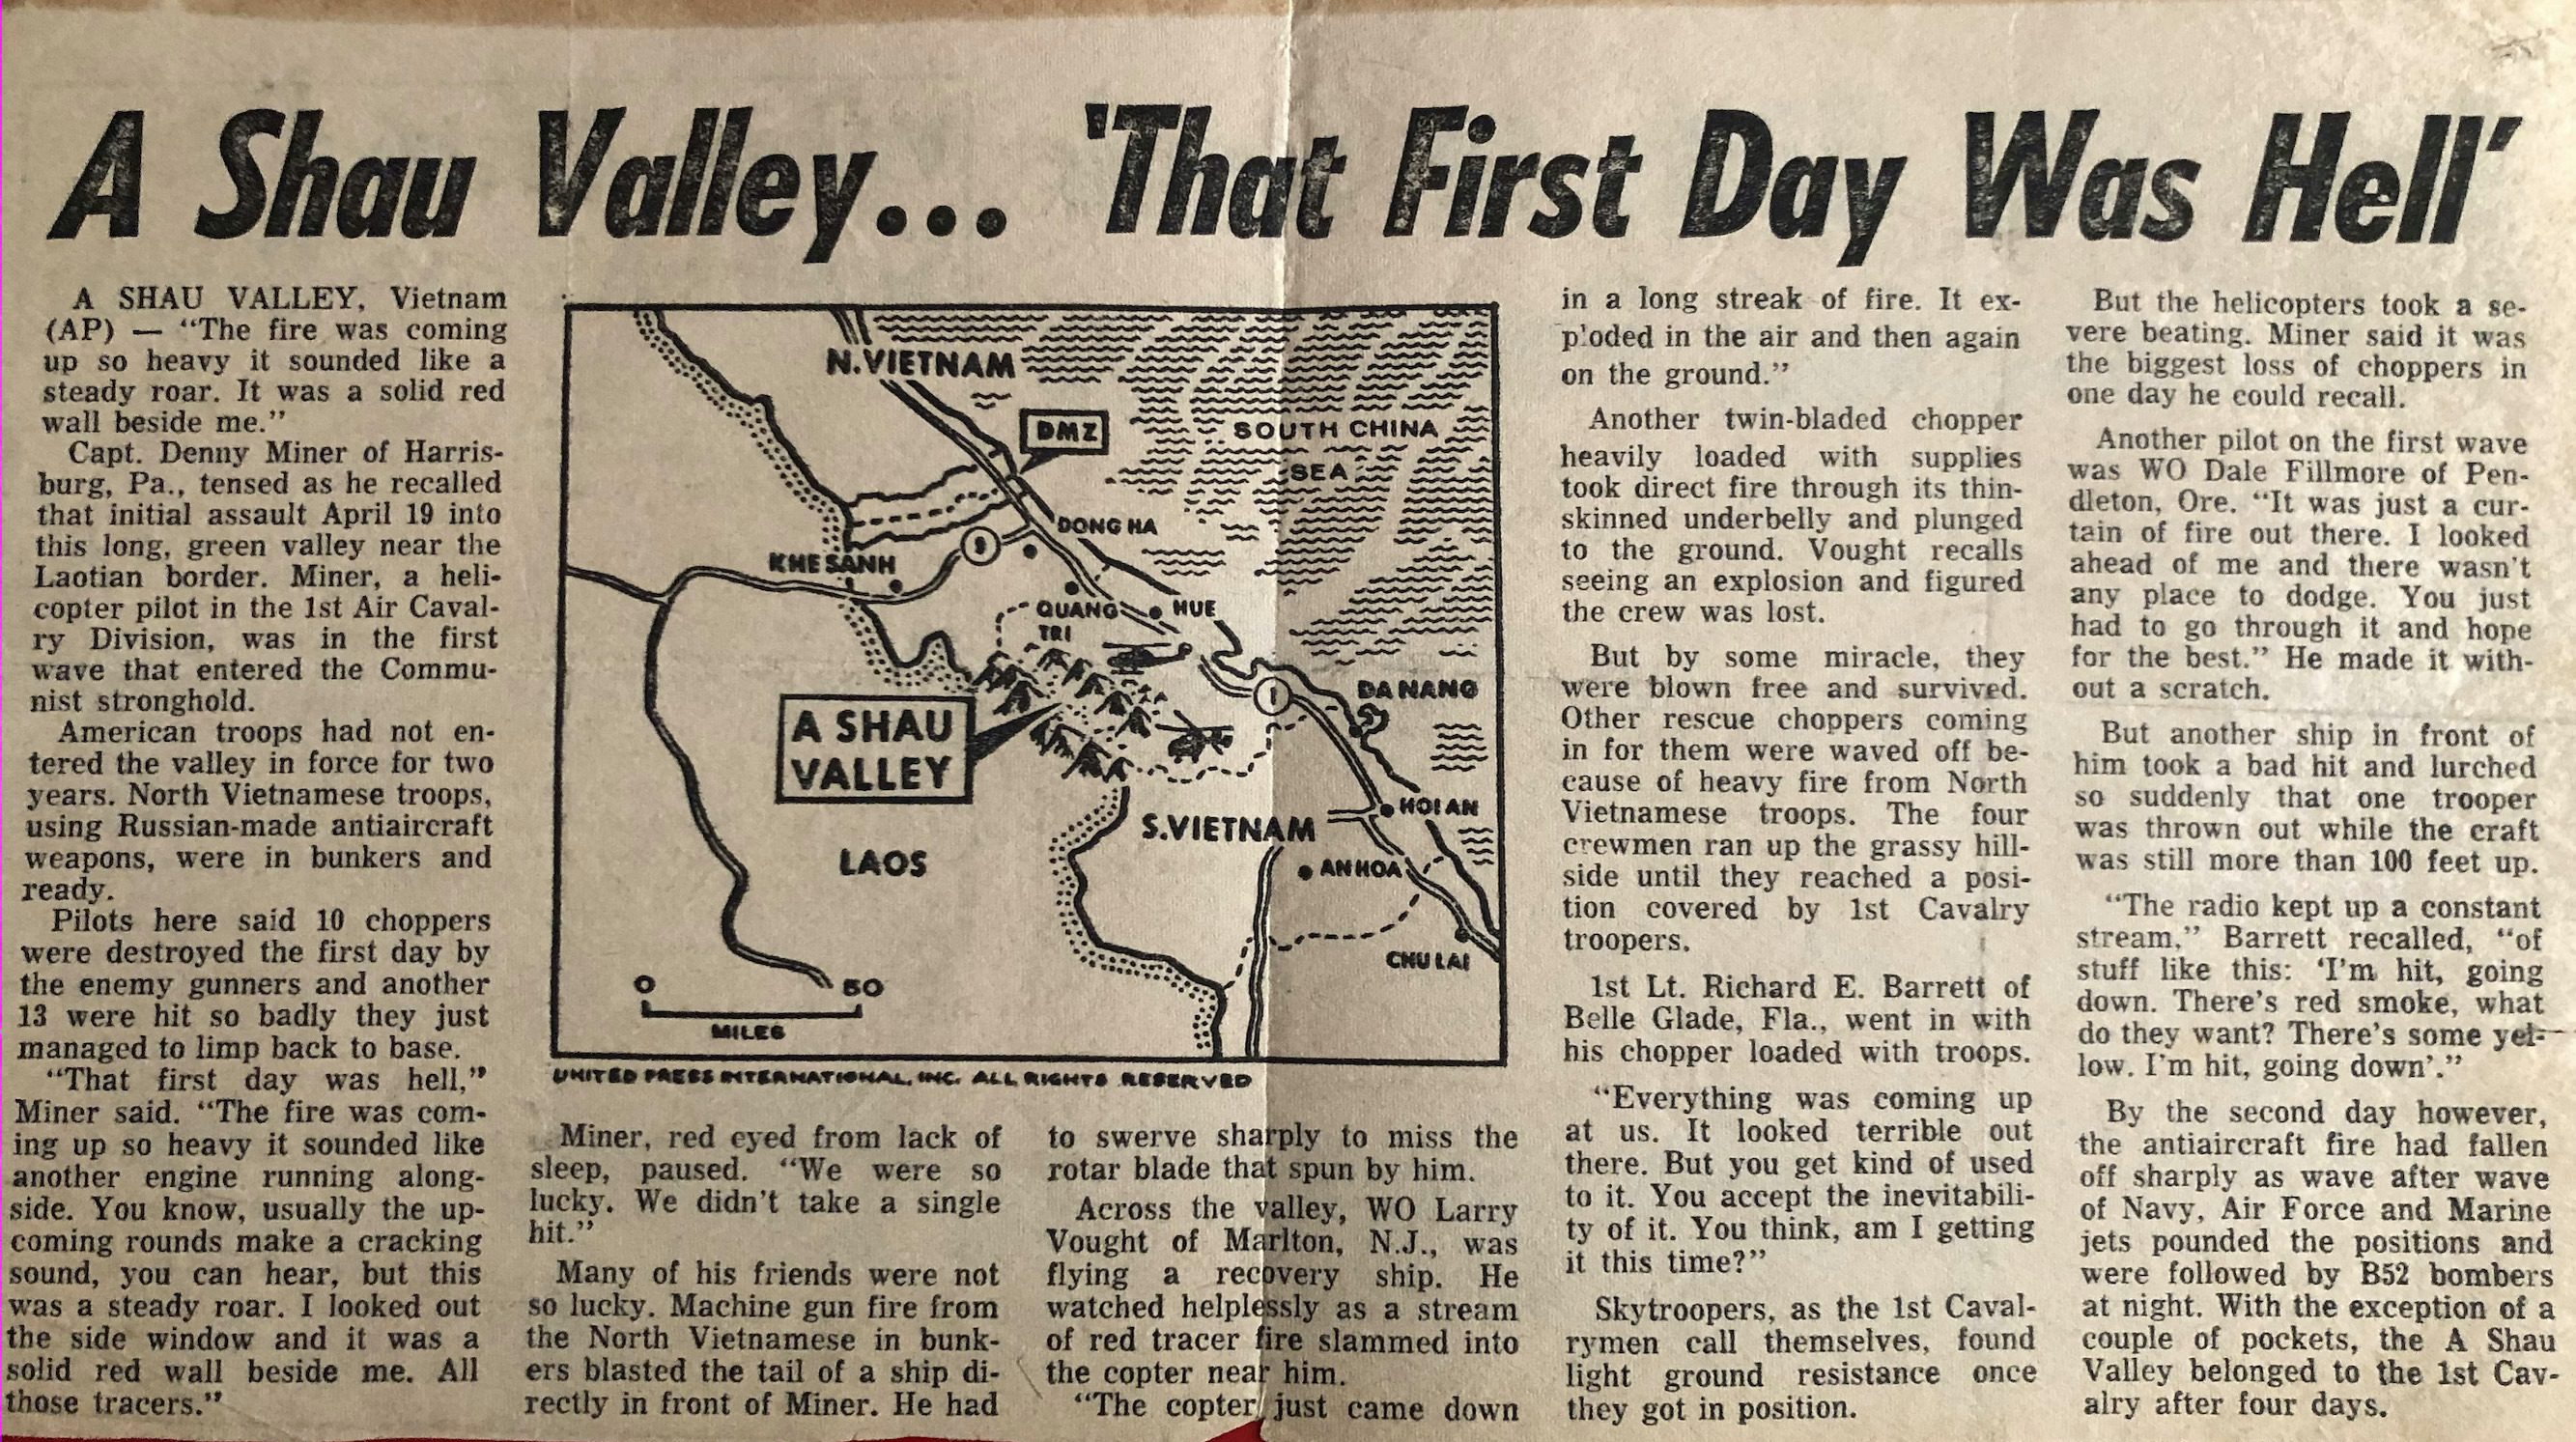 A Shau Valley... 'That First Day Was Hell'
A SHAU VALLEY, Vietnam
(AP) — “The fire was coming
up so heavy it sounded like a
steady roar. It was a solid red
wall beside me.”
Capt. Denny Miner of Harris-
burg, Pa., tensed as he recalled
that initial assault April 19 into
this long, green valley near the
Laotian border. Miner, a heli-
copter pilot in the 1st Air Caval-
ry Division, was in the first
wave that entered the Commu-
nist stronghold.
American troops had not en-
tered the valley in force for two
years. North Vietnamese troops,
using Russian-made antiaircraft
weapons, were in bunkers and
ready.
Pilots here said 10 choppers
were destroyed the first day by
the enemy gunners and another
13 were hit so badly they just
managed to limp back to base.
“That first day was hell,”
Miner said. “The fire was com-
ing up so heavy it sounded like
another engine running along-
side. You know, usually the up-
coming rounds make a cracking
sound, you can hear, but this
was a steady roar. I looked out
the side window and it was a
solid red wall beside me. All
those tracers.”
N.VIETNAM
DMZ
SOUTH CHINA
SEA
DONG HA
9
KHE SANH
QUANG
TRI
HUE
1
DA NANG
A SHAU
VALLEY
HOI AN
S.VIETNAM
LAOS
AN HOA
CHU LAI
0 50
MILES
UNITED PRESS INTERNATIONAL, INC. ALL RIGHTS RESERVED
Miner, red eyed from lack of
sleep, paused. “We were so
lucky. We didn't take a single
hit.”
Many of his friends were not
so lucky. Machine gun fire from
the North Vietnamese in bunk-
ers blasted the tail of a ship di-
rectly in front of Miner. He had
to swerve sharply to miss the
rotar blade that spun by him.
Across the valley, WO Larry
Vought of Marlton, N.J., was
flying a recovery ship. He
watched helplessly as a stream
of red tracer fire slammed into
the copter near him.
“The copter just came down
in a long streak of fire. It ex-
ploded in the air and then again
on the ground.”
Another twin-bladed chopper
heavily loaded with supplies
took direct fire through its thin-
skinned underbelly and plunged
to the ground. Vought recalls
seeing an explosion and figured
the crew was lost.
But by some miracle, they
were blown free and survived.
Other rescue choppers coming
in for them were waved off be-
cause of heavy fire from North
Vietnamese troops. The four
crewmen ran up the grassy hill-
side until they reached a posi-
tion covered by 1st Cavalry
troopers.
1st Lt. Richard E. Barrett of
Belle Glade, Fla., went in with
his chopper loaded with troops.
“Everything was coming up
at us. It looked terrible out
there. But you get kind of used
to it. You accept the inevitabili-
ty of it. You think, am I getting
it this time?”
Skytroopers, as the 1st Caval-
rymen call themselves, found
light ground resistance once
they got in position.
But the helicopters took a se-
vere beating. Miner said it was
the biggest loss of choppers in
one day he could recall.
Another pilot on the first wave
was WO Dale Fillmore of Pen-
dleton, Ore. “It was just a cur-
tain of fire out there. I looked
ahead of me and there wasn't
any place to dodge. You just
had to go through it and hope
for the best.” He made it with-
out a scratch.
But another ship in front of
him took a bad hit and lurched
so suddenly that one trooper
was thrown out while the craft
was still more than 100 feet up.
“The radio kept up a constant
stream,” Barrett recalled, “of
stuff like this: ‘I'm hit, going
down. There's red smoke, what
do they want? There's some yel-
low. I'm hit, going down’.”
By the second day however,
the antiaircraft fire had fallen
off sharply as wave after wave
of Navy, Air Force and Marine
jets pounded the positions and
were followed by B52 bombers
at night. With the exception of a
couple of pockets, the A Shau
Valley belonged to the 1st Cav-
alry after four days.